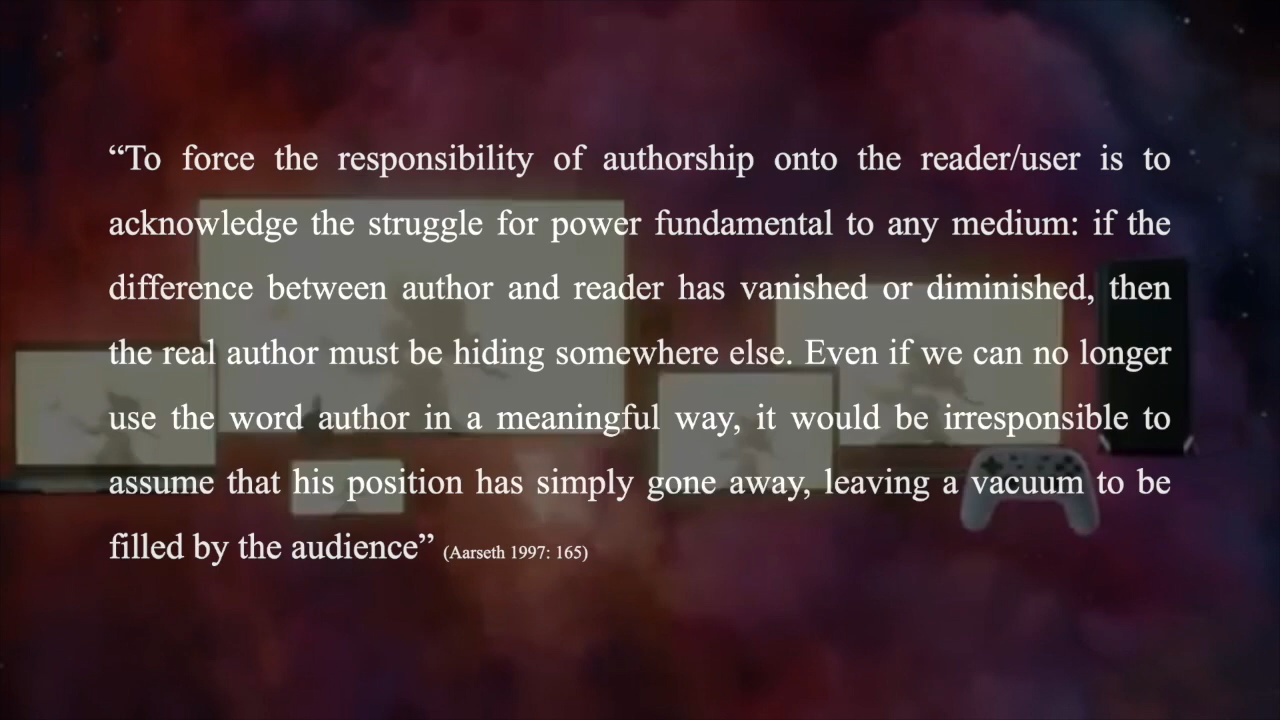 “To force the responsibility of authorship onto the reader/user is to
acknowledge the struggle for power fundamental to any medium: if the
difference between author and reader has vanished or diminished, then
the real author must be hiding somewhere else. Even if we can no longer
use the word author in a meaningful way, it would be irresponsible to
assume that his position has simply gone away, leaving a vacuum to be
filled by the audience” (Aarseth 1997: 165)